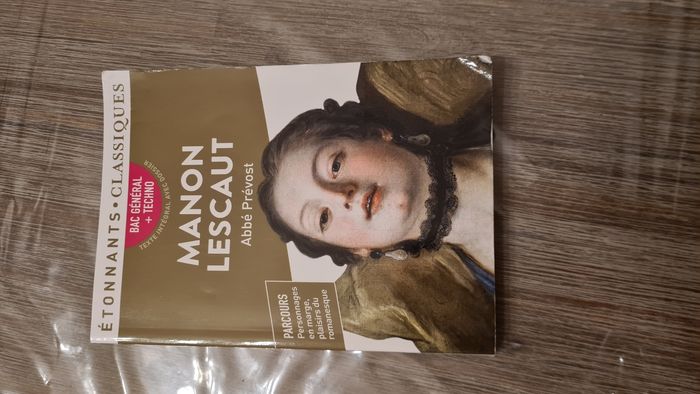 ÉTONNANTS • CLASSIQUES
BAC GÉNÉRAL
+ TECHNO
TEXTE INTÉGRAL AVEC DOSSIER
MANON
LESCAUT
Abbé Prévost
PARCOURS
Personnages
en marge,
plaisirs du
romanesque